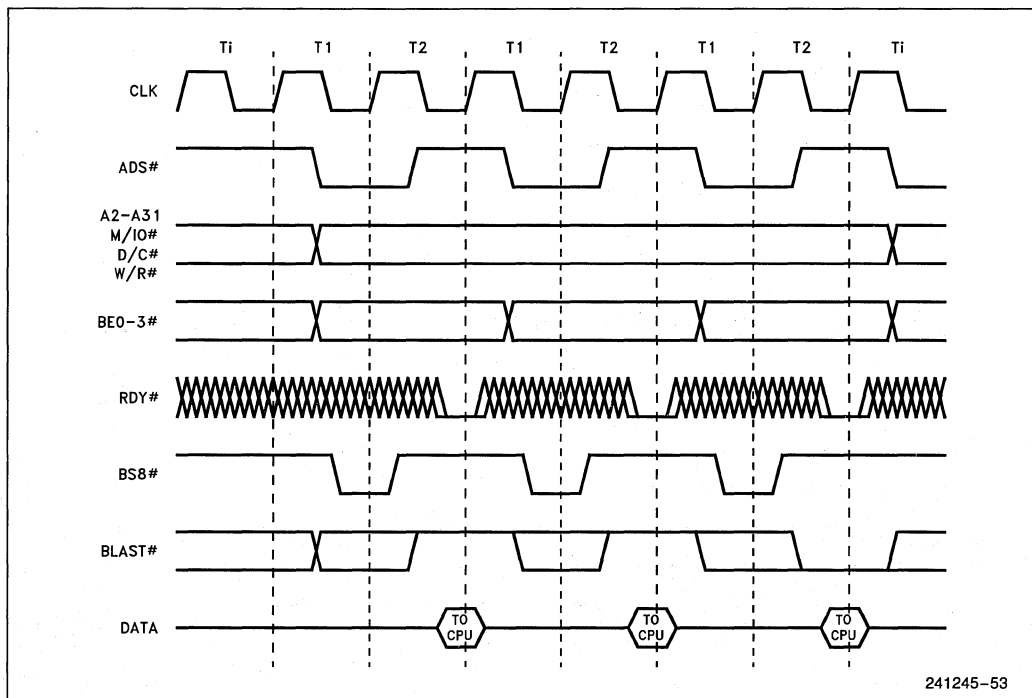 Ti T1 T2 T1 T2 T1 T2 Ti
CLK
ADS#
A2-A31
M/IO#
D/C#
W/R#
BE0-3#
RDY#
BS8#
BLAST#
DATA
TO CPU
TO CPU
TO CPU
241245-53